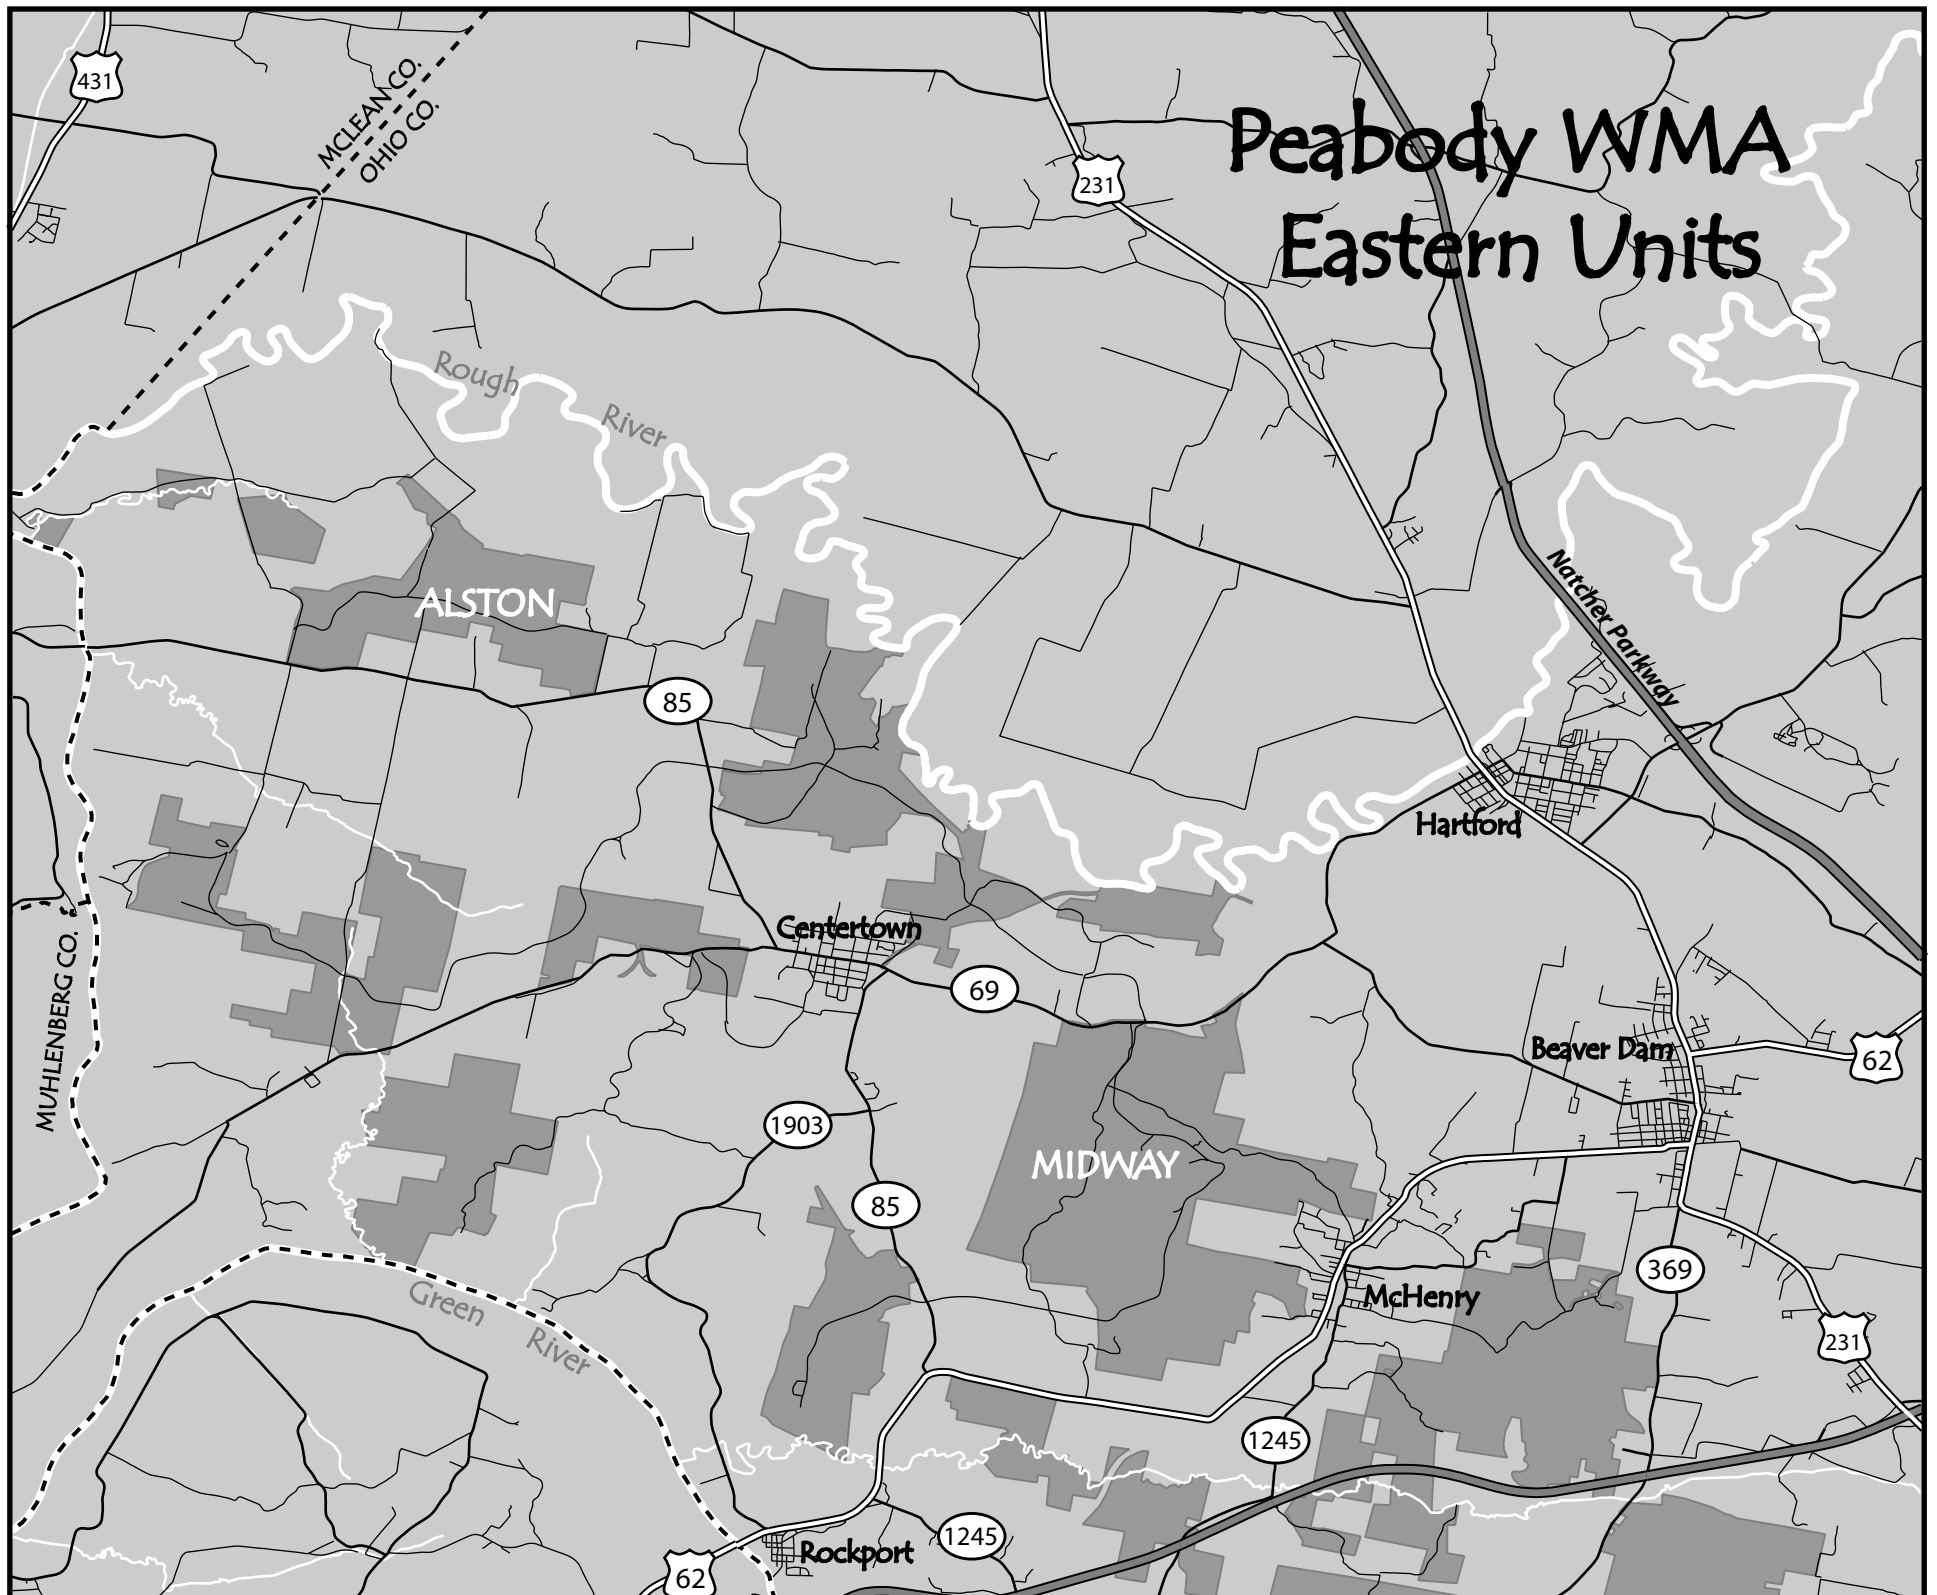 431
MCLEAN CO.
OHIO CO.
231
Peabody WMA
Eastern Units
Rough
River
Natcher Parkway
ALSTON
85
Hartford
Centertown
69
MUHLENBERG CO.
Beaver Dam
62
1903
MIDWAY
85
369
McHenry
Green
River
231
1245
1245
Rockport
62